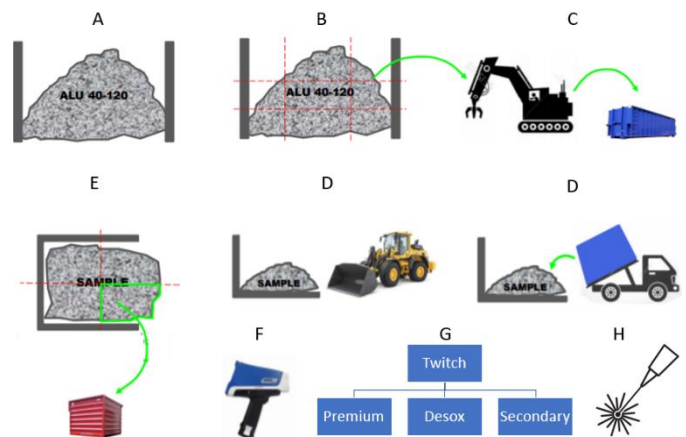 A
B
C
ALU 40-120
ALU 40-120
E
D
D
SAMPLE
SAMPLE
SAMPLE
F
G
H
Twitch
Premium
Desox
Secondary